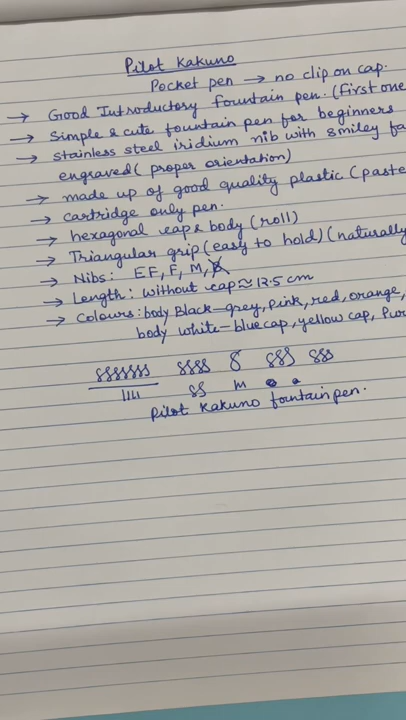 Pilot Kakuno
Pocket pen → no clip on cap.
→ Good Introductory fountain pen. (First one
→ Simple & cute fountain pen for beginners
→ Stainless steel iridium nib with smiley fa
engraved (proper orientation)
→ made up of good quality plastic (paste
→ cartridge only pen.
→ hexagonal cap & body (roll)
→ Triangular grip (easy to hold) (naturally
→ Nibs: EF, F, M, B
→ Length: without cap ≈ 12.5 cm
→ Colours: body Black-grey, pink, red, orange,
body white-blue cap, yellow cap, Pur
Pilot Kakuno fountain pen.